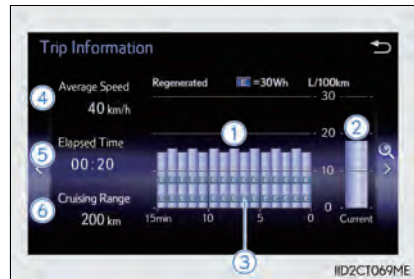 Trip Information
④ Average Speed
40 km/h
⑤ Elapsed Time
00:20
⑥ Cruising Range
200 km
Regenerated E =30Wh L/100km
30
20
10
0
① ② ③
15min 10 5 0 Current
IID2CT069ME